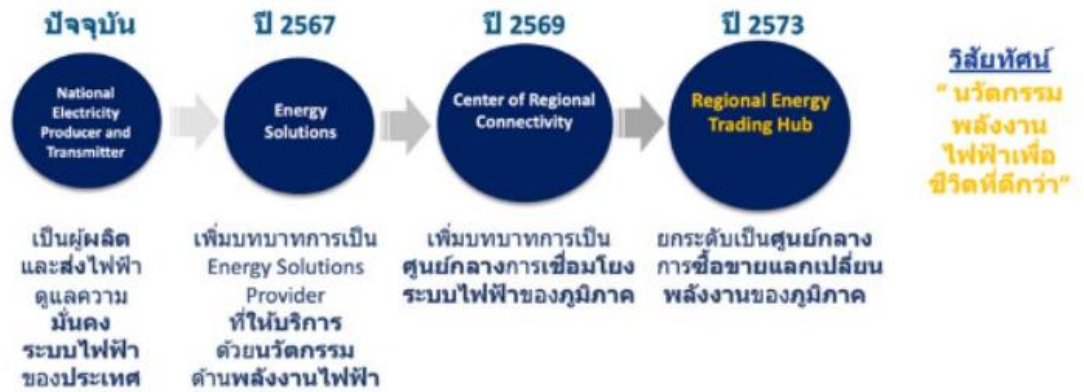 ปัจจุบัน
ปี 2567
ปี 2569
ปี 2573
National
Electricity
Producer and
Transmitter
Energy
Solutions
Center of Regional
Connectivity
Regional Energy
Trading Hub
วิสัยทัศน์
“ นวัตกรรม
พลังงาน
ไฟฟ้าเพื่อ
ชีวิตที่ดีกว่า”
เป็นผู้ผลิต
และส่งไฟฟ้า
ดูแลความ
มั่นคง
ระบบไฟฟ้า
ของประเทศ
เพิ่มบทบาทการเป็น
Energy Solutions
Provider
ที่ให้บริการ
ด้วยนวัตกรรม
ด้านพลังงานไฟฟ้า
เพิ่มบทบาทการเป็น
ศูนย์กลางการเชื่อมโยง
ระบบไฟฟ้าของภูมิภาค
ยกระดับเป็นศูนย์กลาง
การซื้อขายแลกเปลี่ยน
พลังงานของภูมิภาค